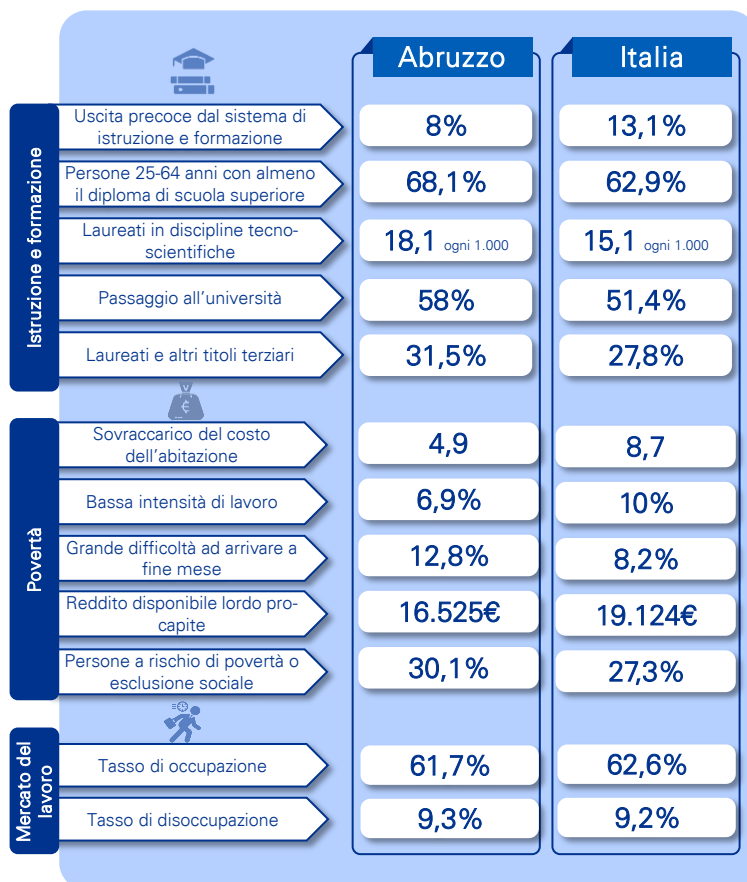 Abruzzo
Italia
Istruzione e formazione
Uscita precoce dal sistema di
istruzione e formazione
8%
13,1%
Persone 25-64 anni con almeno
il diploma di scuola superiore
68,1%
62,9%
Laureati in discipline tecno-
scientifiche
18,1 ogni 1.000
15,1 ogni 1.000
Passaggio all'università
58%
51,4%
Laureati e altri titoli terziari
31,5%
27,8%
Povertà
Sovraccarico del costo
dell'abitazione
4,9
8,7
Bassa intensità di lavoro
6,9%
10%
Grande difficoltà ad arrivare a
fine mese
12,8%
8,2%
Reddito disponibile lordo pro-
capite
16.525€
19.124€
Persone a rischio di povertà o
esclusione sociale
30,1%
27,3%
Mercato del
lavoro
Tasso di occupazione
61,7%
62,6%
Tasso di disoccupazione
9,3%
9,2%